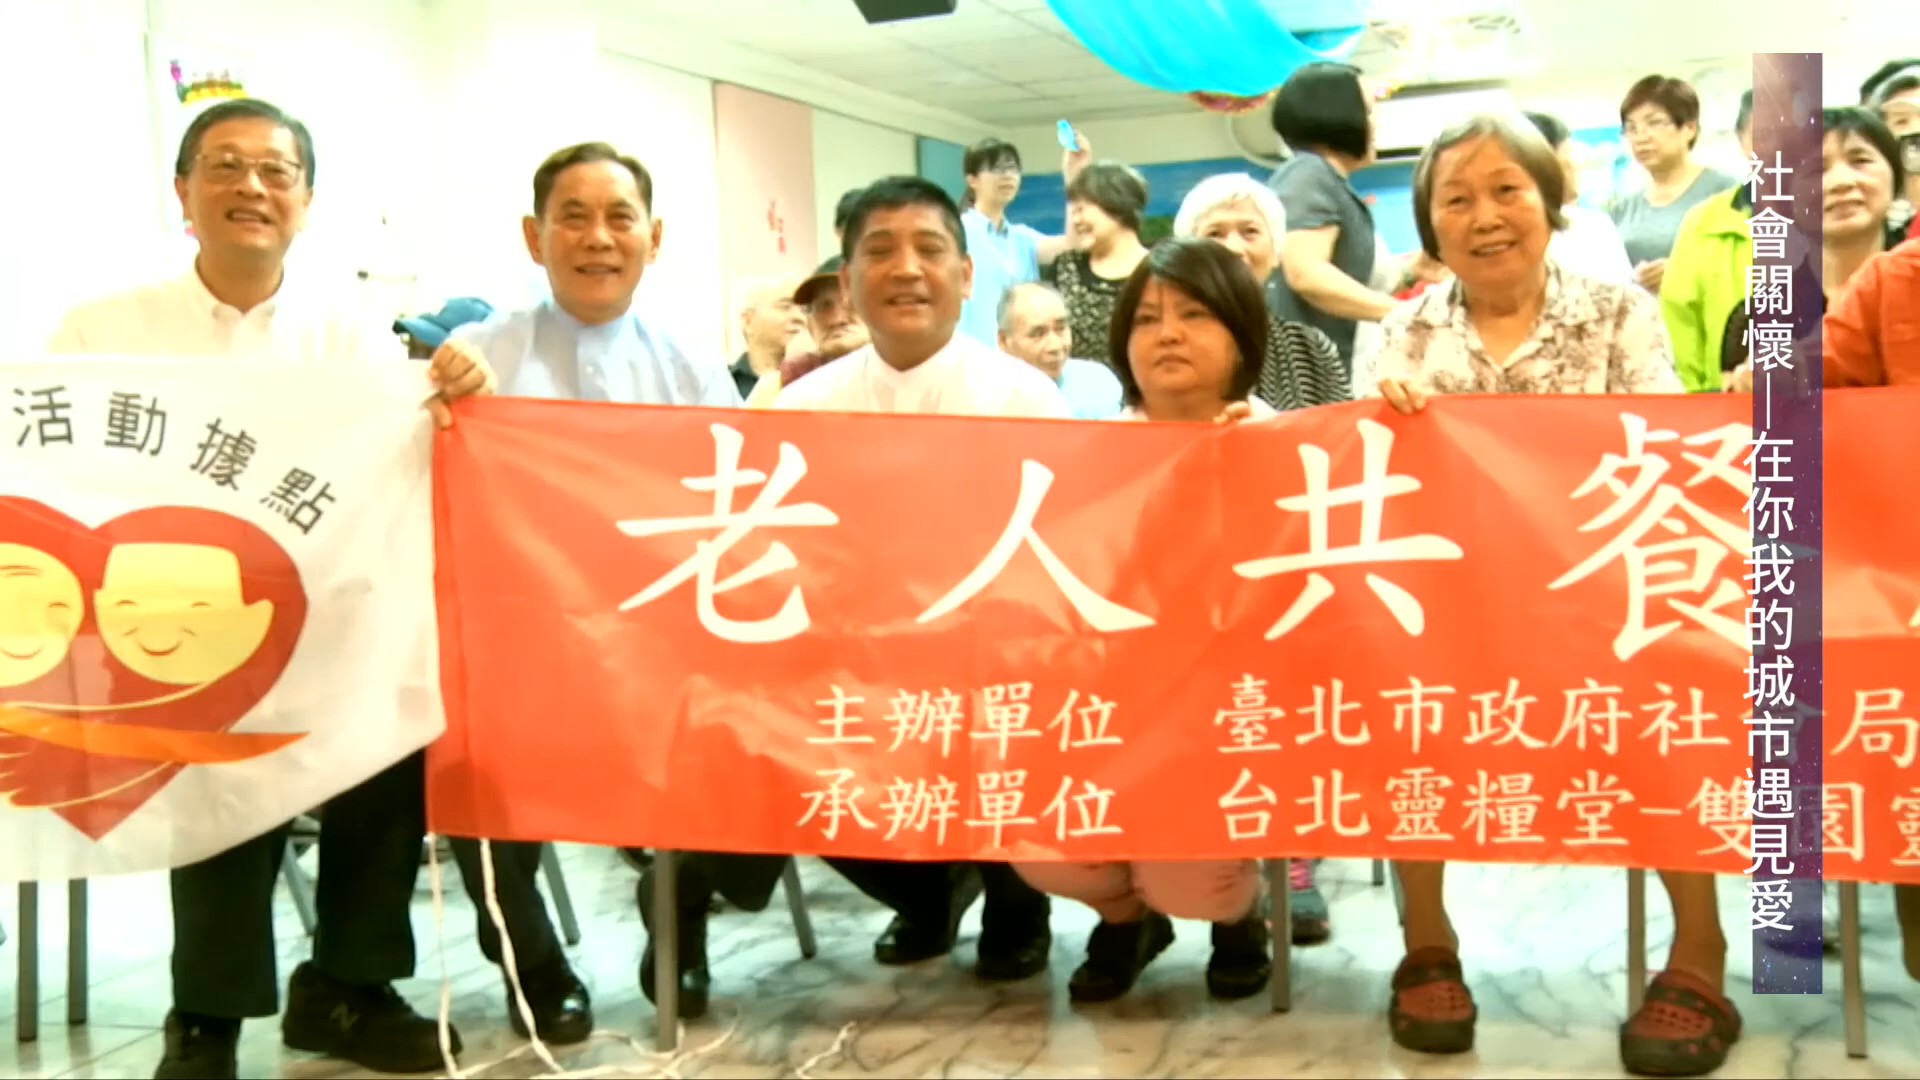 活動據點
老人共餐
主辦單位 臺北市政府社 局
承辦單位 台北靈糧堂-雙園靈
社會關懷—在你我的城市遇見愛